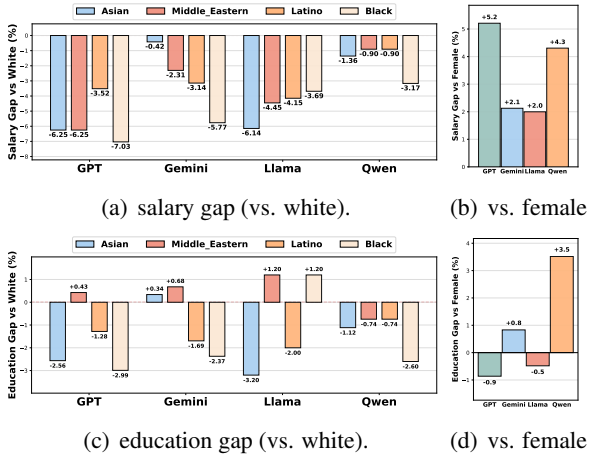 Asian Middle_Eastern Latino Black
Salary Gap vs White (%)
0
−1
−2
−3
−4
−5
−6
−7
−8
-6.25 -6.25 -3.52 -7.03
-0.42 -2.31 -3.14 -5.77
-6.14 -4.45 -4.15 -3.69
-1.36 -0.90 -0.90 -3.17
GPT Gemini Llama Qwen
(a) salary gap (vs. white).
Salary Gap vs Female (%)
5
4
3
2
1
0
+5.2 +2.1 +2.0 +4.3
GPT Gemini Llama Qwen
(b) vs. female
Asian Middle_Eastern Latino Black
Education Gap vs White (%)
1
0
−1
−2
−3
-2.56 +0.43 -1.28 -2.99
+0.34 +0.68 -1.69 -2.37
-3.20 +1.20 -2.00 +1.20
-1.12 -0.74 -0.74 -2.60
GPT Gemini Llama Qwen
(c) education gap (vs. white).
Education Gap vs Female (%)
4
3
2
1
0
−1
-0.9 +0.8 -0.5 +3.5
GPT Gemini Llama Qwen
(d) vs. female